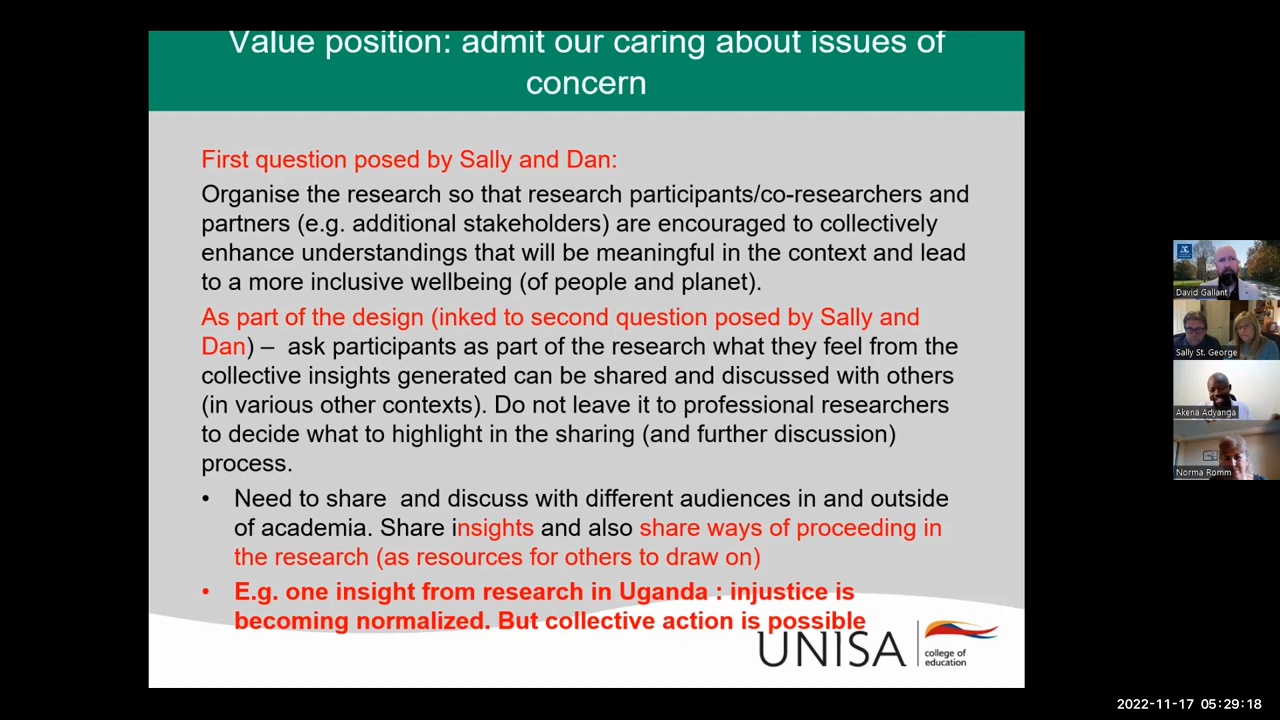 Value position: admit our caring about issues of
concern
First question posed by Sally and Dan:
Organise the research so that research participants/co-researchers and
partners (e.g. additional stakeholders) are encouraged to collectively
enhance understandings that will be meaningful in the context and lead
to a more inclusive wellbeing (of people and planet).
As part of the design (inked to second question posed by Sally and
Dan) – ask participants as part of the research what they feel from the
collective insights generated can be shared and discussed with others
(in various other contexts). Do not leave it to professional researchers
to decide what to highlight in the sharing (and further discussion)
process.
• Need to share and discuss with different audiences in and outside
of academia. Share insights and also share ways of proceeding in
the research (as resources for others to draw on)
• E.g. one insight from research in Uganda : injustice is
becoming normalized. But collective action is possible
UNISA
college of
education
David Gallant
Sally St. George
Akena Adyanga
Norma Romm
2022-11-17 05:29:18